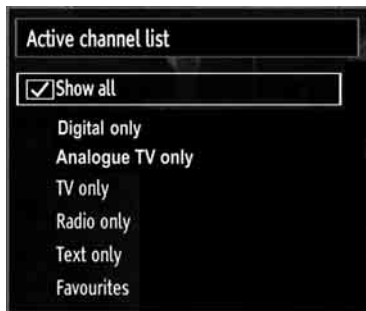 Active channel list
Show all
Digital only
Analogue TV only
TV only
Radio only
Text only
Favourites